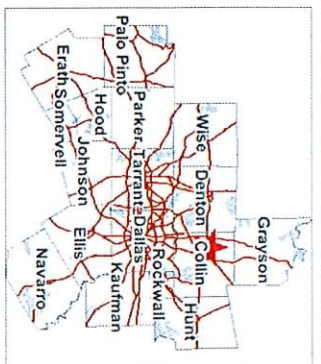 Grayson
Wise
Denton
Collin
Hunt
Palo Pinto
Parker
Tarrant
Dallas
Rockwall
Erath
Somervell
Hood
Johnson
Ellis
Kaufman
Navarro